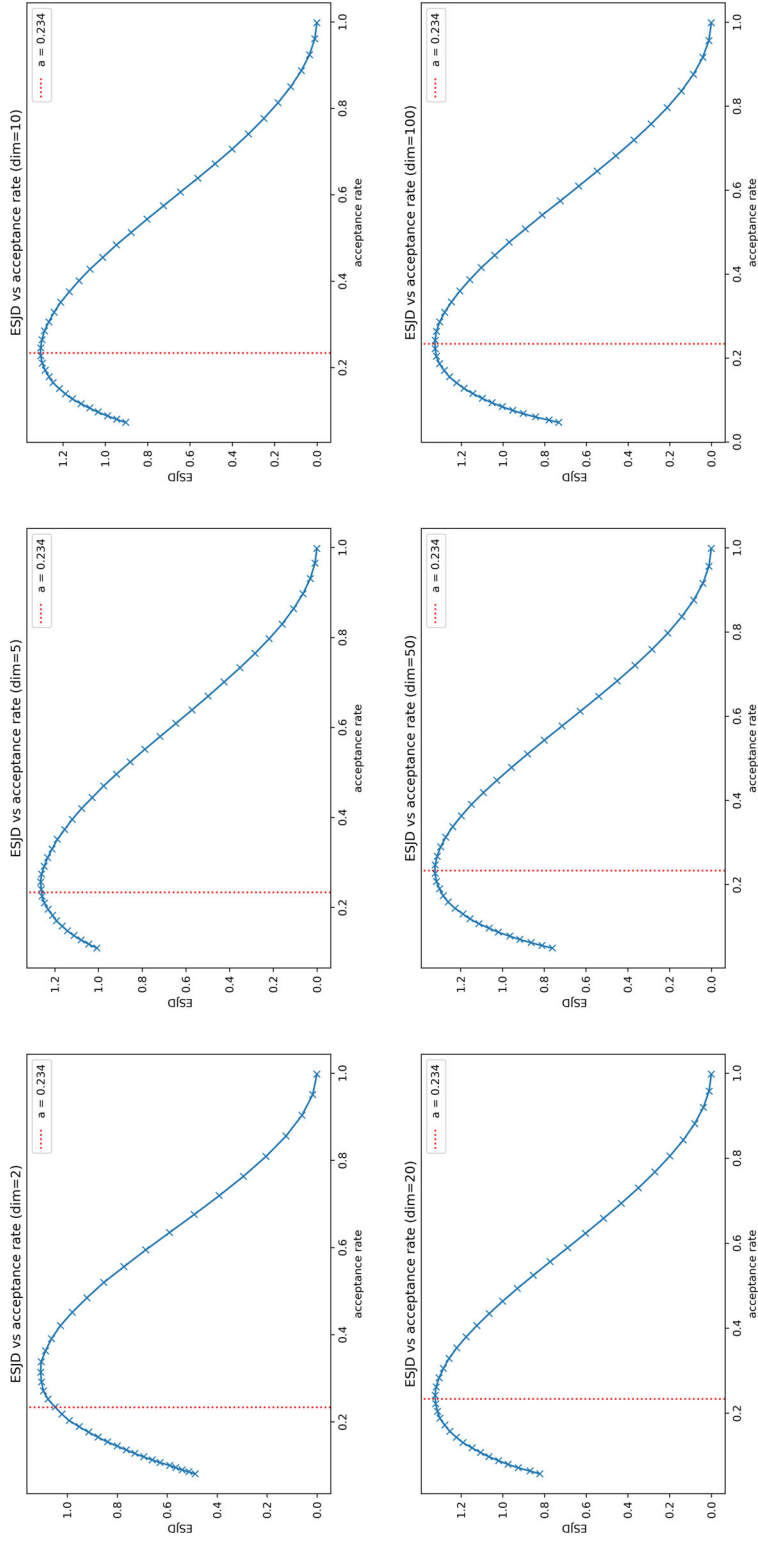 ESJD vs acceptance rate (dim=2)
a = 0.234
ESJD
1.0
0.8
0.6
0.4
0.2
0.0
0.2 0.4 0.6 0.8 1.0
acceptance rate
ESJD vs acceptance rate (dim=5)
a = 0.234
ESJD
1.2
1.0
0.8
0.6
0.4
0.2
0.0
0.2 0.4 0.6 0.8 1.0
acceptance rate
ESJD vs acceptance rate (dim=10)
a = 0.234
ESJD
1.2
1.0
0.8
0.6
0.4
0.2
0.0
0.2 0.4 0.6 0.8 1.0
acceptance rate
ESJD vs acceptance rate (dim=20)
a = 0.234
ESJD
1.2
1.0
0.8
0.6
0.4
0.2
0.0
0.2 0.4 0.6 0.8 1.0
acceptance rate
ESJD vs acceptance rate (dim=50)
a = 0.234
ESJD
1.2
1.0
0.8
0.6
0.4
0.2
0.0
0.2 0.4 0.6 0.8 1.0
acceptance rate
ESJD vs acceptance rate (dim=100)
a = 0.234
ESJD
1.2
1.0
0.8
0.6
0.4
0.2
0.0
0.0 0.2 0.4 0.6 0.8 1.0
acceptance rate